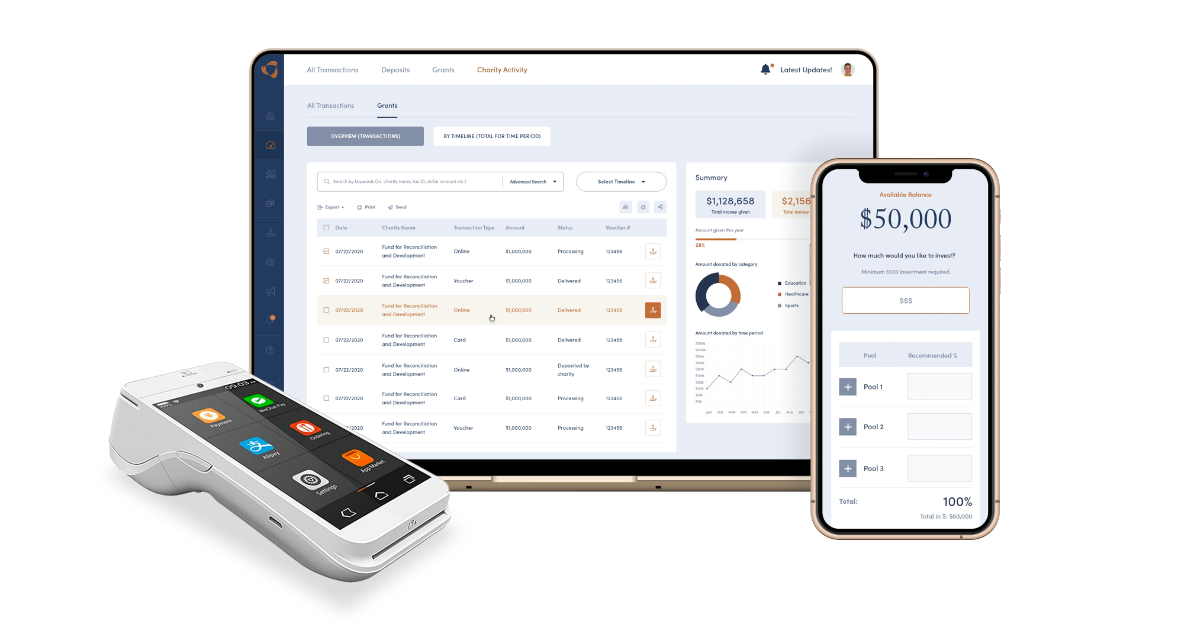 All Transactions
Deposits
Grants
Charity Activity
Latest Updates!
All Transactions
Grants
OVERVIEW (TRANSACTIONS)
BY TIMELINE (TOTAL FOR TIME PERIOD)
Search by keywords (i.e. charity name, tax ID, dollar amount etc.)
Advanced Search
Select Timeline
Export
Print
Send
Date Charity Name Transaction Type Amount Status Voucher #
07/22/2020 Fund for Reconciliation and Development Online $1,000,000 Processing 123456
07/22/2020 Fund for Reconciliation and Development Voucher $1,000,000 Delivered 123456
07/22/2020 Fund for Reconciliation and Development Online $1,000,000 Delivered 123456
07/22/2020 Fund for Reconciliation and Development Card $1,000,000 Delivered 123456
07/22/2020 Fund for Reconciliation and Development Online $1,000,000 Deposited by charity 123456
07/22/2020 Fund for Reconciliation and Development Card $1,000,000 Processing 123456
/2020 Fund for Reconciliation and Development Voucher $1,000,000 Processing 123456
Summary
$1,128,658
Total money given
$2,156
Total money
Amount given this year
28%
Amount donated by category
Education
Healthcare
Sports
Amount donated by time period
Available Balance
$50,000
How much would you like to invest?
Minimum $500 investment required.
$$$
Pool
Recommended %
Pool 1
Pool 2
Pool 3
Total:
100%
Total in $: $60,000
09:03
Payment
WeChat Pay
Alipay
Ordering
Settings
App Market